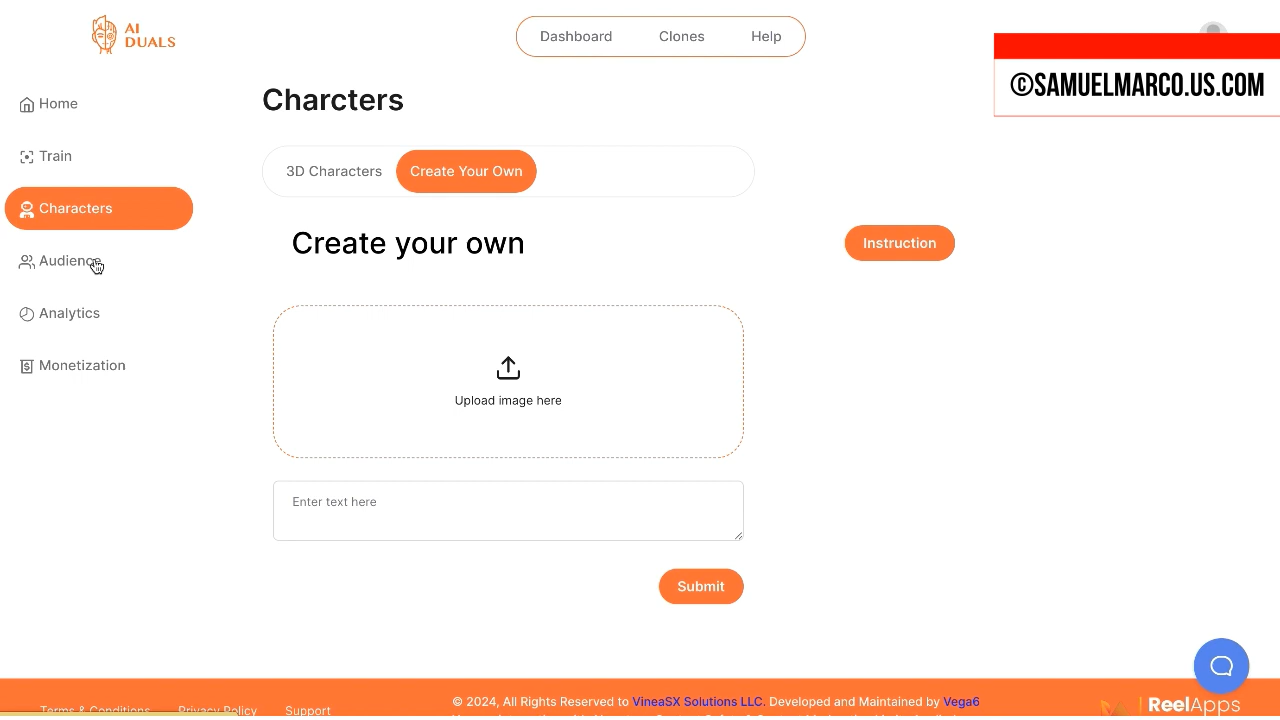 AI
DUALS
Dashboard Clones Help
©SAMUELMARCO.US.COM
Home
Train
Characters
Audience
Analytics
Monetization
Charcters
3D Characters Create Your Own
Create your own
Instruction
Upload image here
Enter text here
Submit
Terms & Conditions Privacy Policy Support
© 2024, All Rights Reserved to VineaSX Solutions LLC. Developed and Maintained by Vega6
ReelApps